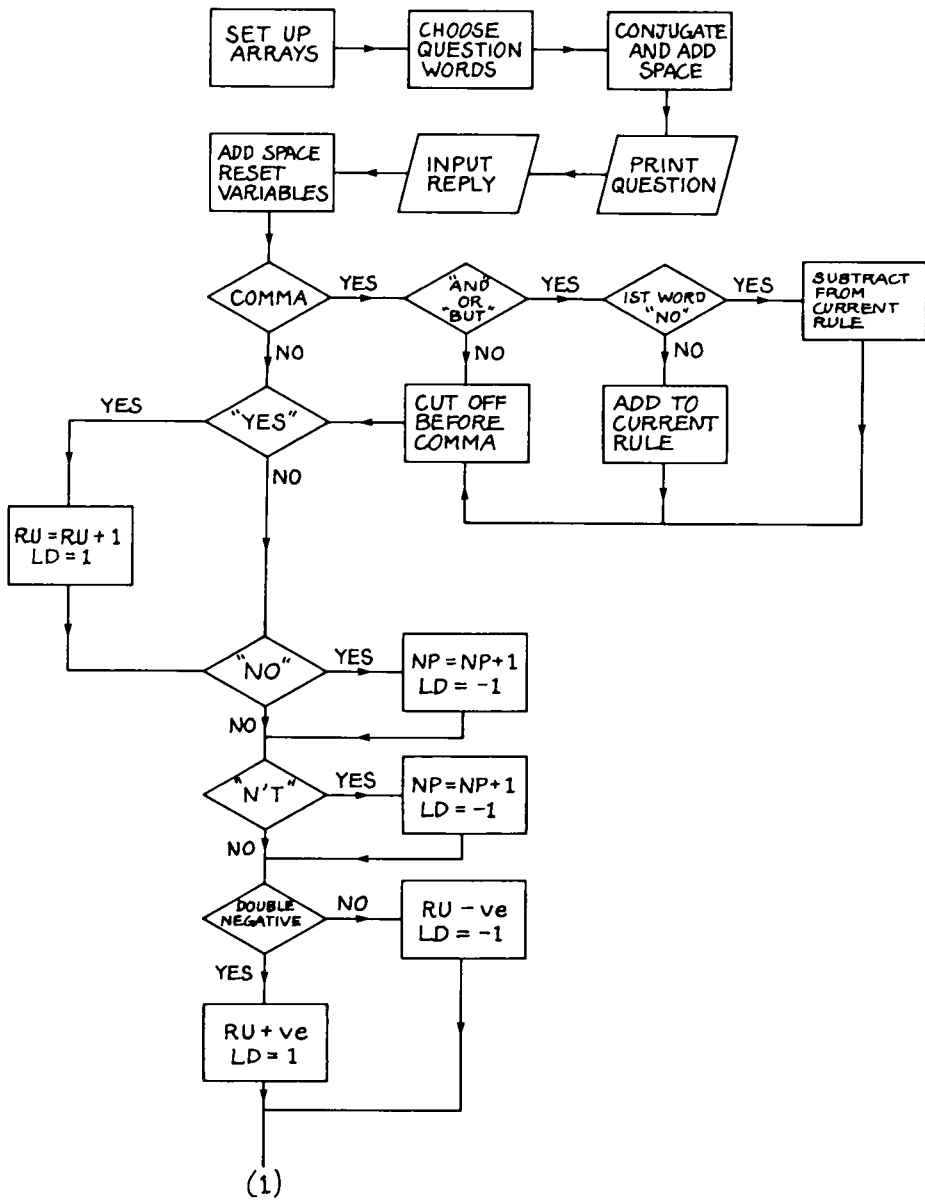 SET UP
ARRAYS
CHOOSE
QUESTION
WORDS
CONJUGATE
AND ADD
SPACE
ADD SPACE
RESET
VARIABLES
INPUT
REPLY
PRINT
QUESTION
COMMA
YES
"AND"
OR
"BUT"
YES
1ST WORD
"NO"
YES
SUBTRACT
FROM
CURRENT
RULE
NO
NO
NO
YES
"YES"
CUT OFF
BEFORE
COMMA
ADD TO
CURRENT
RULE
NO
RU = RU + 1
LD = 1
"NO"
YES
NP = NP + 1
LD = -1
NO
"N'T"
YES
NP = NP + 1
LD = -1
NO
DOUBLE
NEGATIVE
NO
RU - ve
LD = -1
YES
RU + ve
LD = 1
(1)